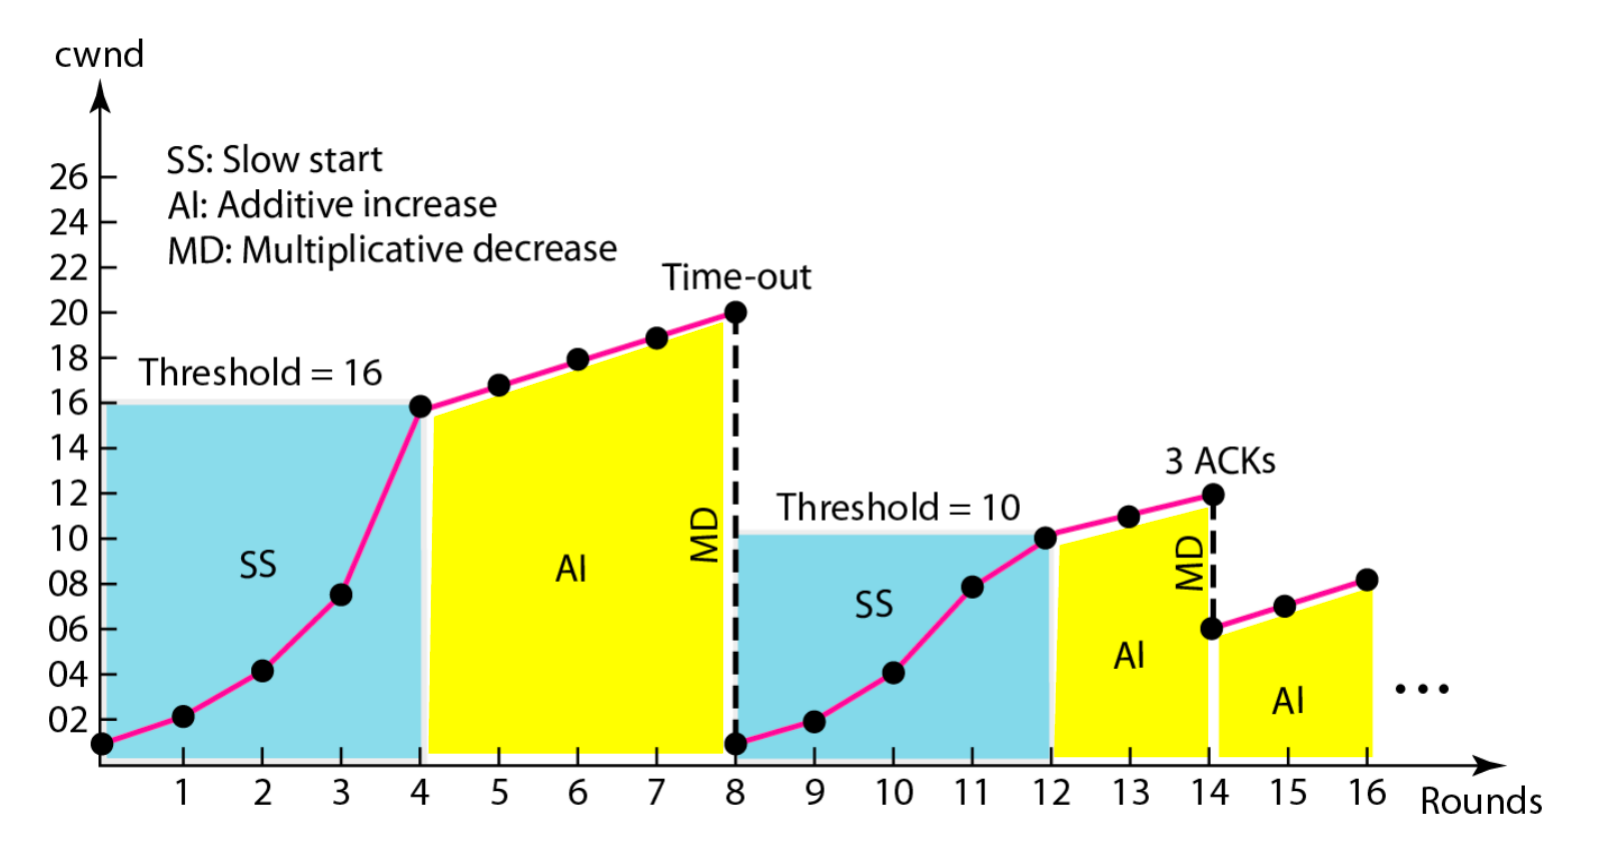 cwnd
SS: Slow start
AI: Additive increase
MD: Multiplicative decrease
26
24
22
20
18
16
14
12
10
08
06
04
02
Time-out
Threshold = 16
3 ACKs
Threshold = 10
SS
AI
MD
SS
AI
MD
AI
...
1 2 3 4 5 6 7 8 9 10 11 12 13 14 15 16
Rounds